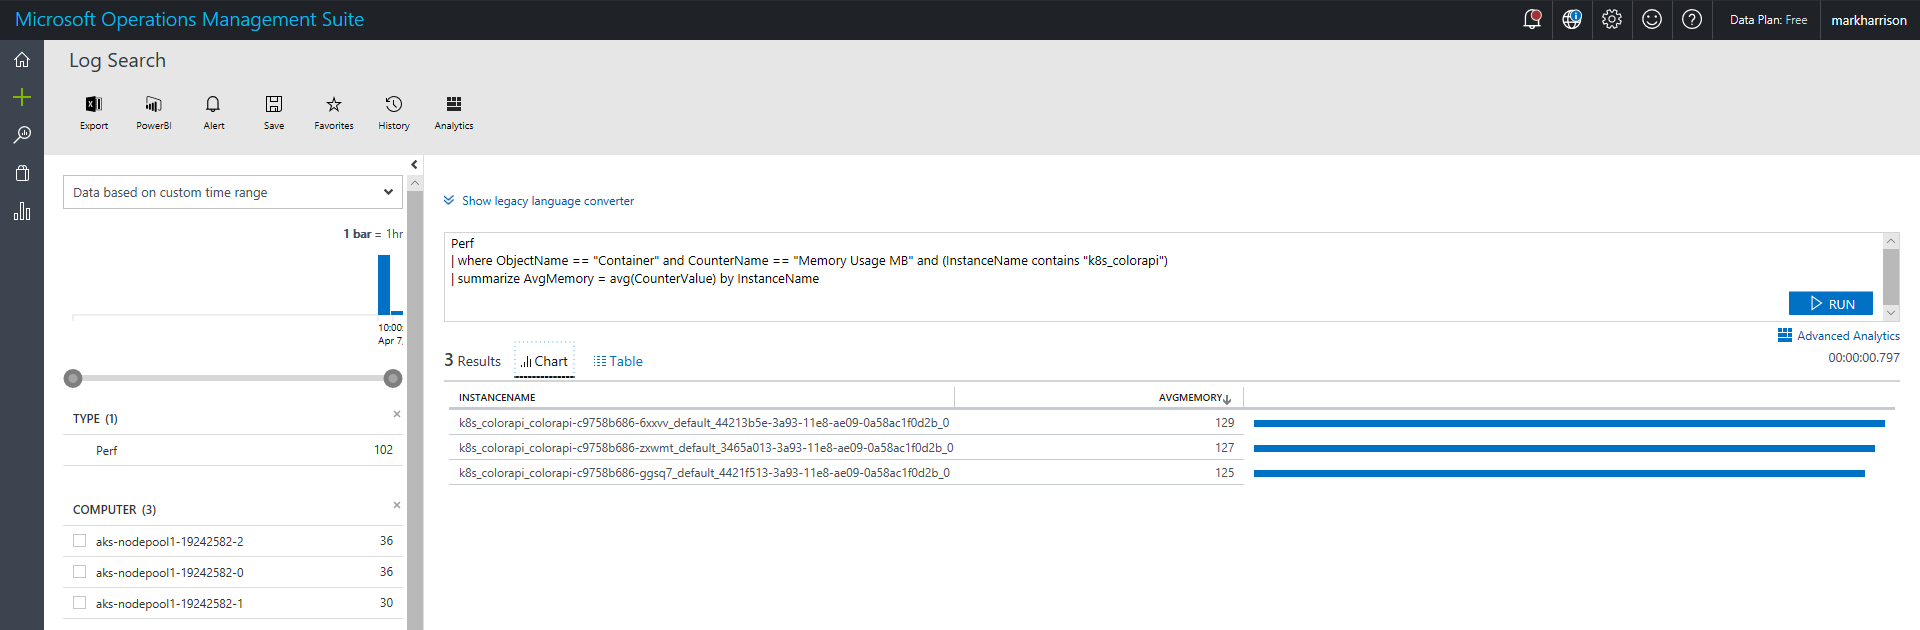 Microsoft Operations Management Suite
Data Plan: Free
markharrison
Log Search
Export
PowerBI
Alert
Save
Favorites
History
Analytics
Data based on custom time range
1 bar = 1hr
10:00:
Apr 7,
TYPE (1)
Perf 102
COMPUTER (3)
aks-nodepool1-19242582-2 36
aks-nodepool1-19242582-0 36
aks-nodepool1-19242582-1 30
Show legacy language converter
Perf
| where ObjectName == "Container" and CounterName == "Memory Usage MB" and (InstanceName contains "k8s_colorapi")
| summarize AvgMemory = avg(CounterValue) by InstanceName
RUN
Advanced Analytics
00:00:00.797
3 Results Chart Table
INSTANCENAME AVGMEMORY
k8s_colorapi_colorapi-c9758b686-6xxvv_default_44213b5e-3a93-11e8-ae09-0a58ac1f0d2b_0 129
k8s_colorapi_colorapi-c9758b686-zxwmt_default_3465a013-3a93-11e8-ae09-0a58ac1f0d2b_0 127
k8s_colorapi_colorapi-c9758b686-ggsq7_default_4421f513-3a93-11e8-ae09-0a58ac1f0d2b_0 125